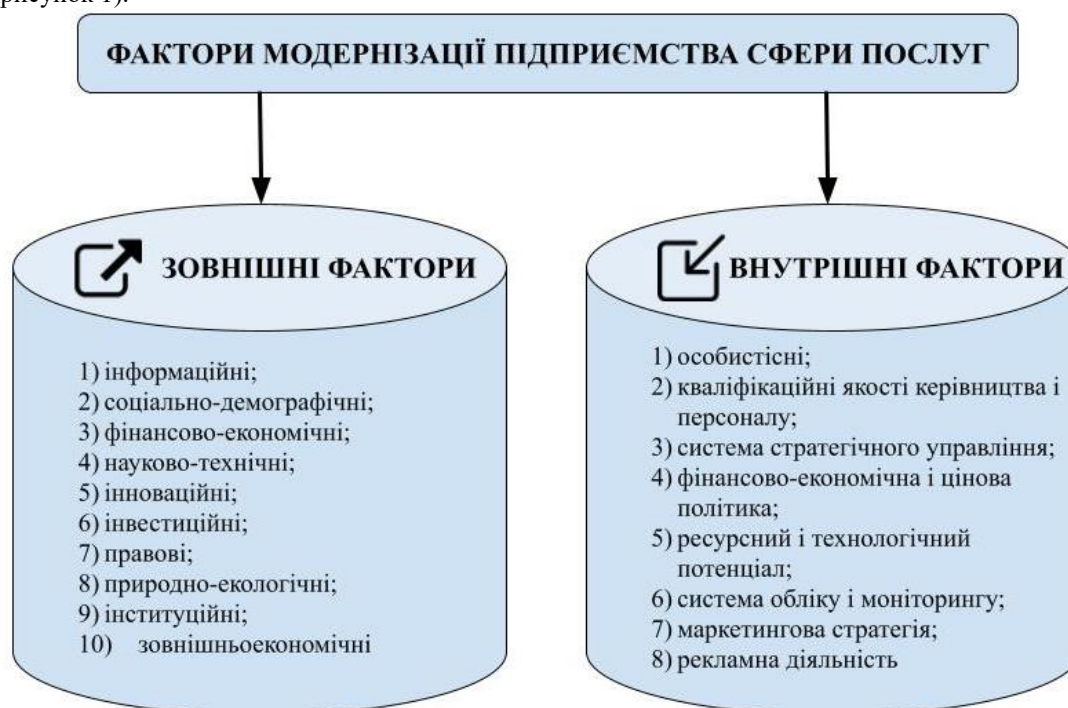 рисунок 1).
ФАКТОРИ МОДЕРНІЗАЦІЇ ПІДПРИЄМСТВА СФЕРИ ПОСЛУГ
ЗОВНІШНІ ФАКТОРИ
1) інформаційні;
2) соціально-демографічні;
3) фінансово-економічні;
4) науково-технічні;
5) інноваційні;
6) інвестиційні;
7) правові;
8) природно-екологічні;
9) інституційні;
10) зовнішньоекономічні
ВНУТРІШНІ ФАКТОРИ
1) особистісні;
2) кваліфікаційні якості керівництва і
персоналу;
3) система стратегічного управління;
4) фінансово-економічна і цінова
політика;
5) ресурсний і технологічний
потенціал;
6) система обліку і моніторингу;
7) маркетингова стратегія;
8) рекламна діяльність